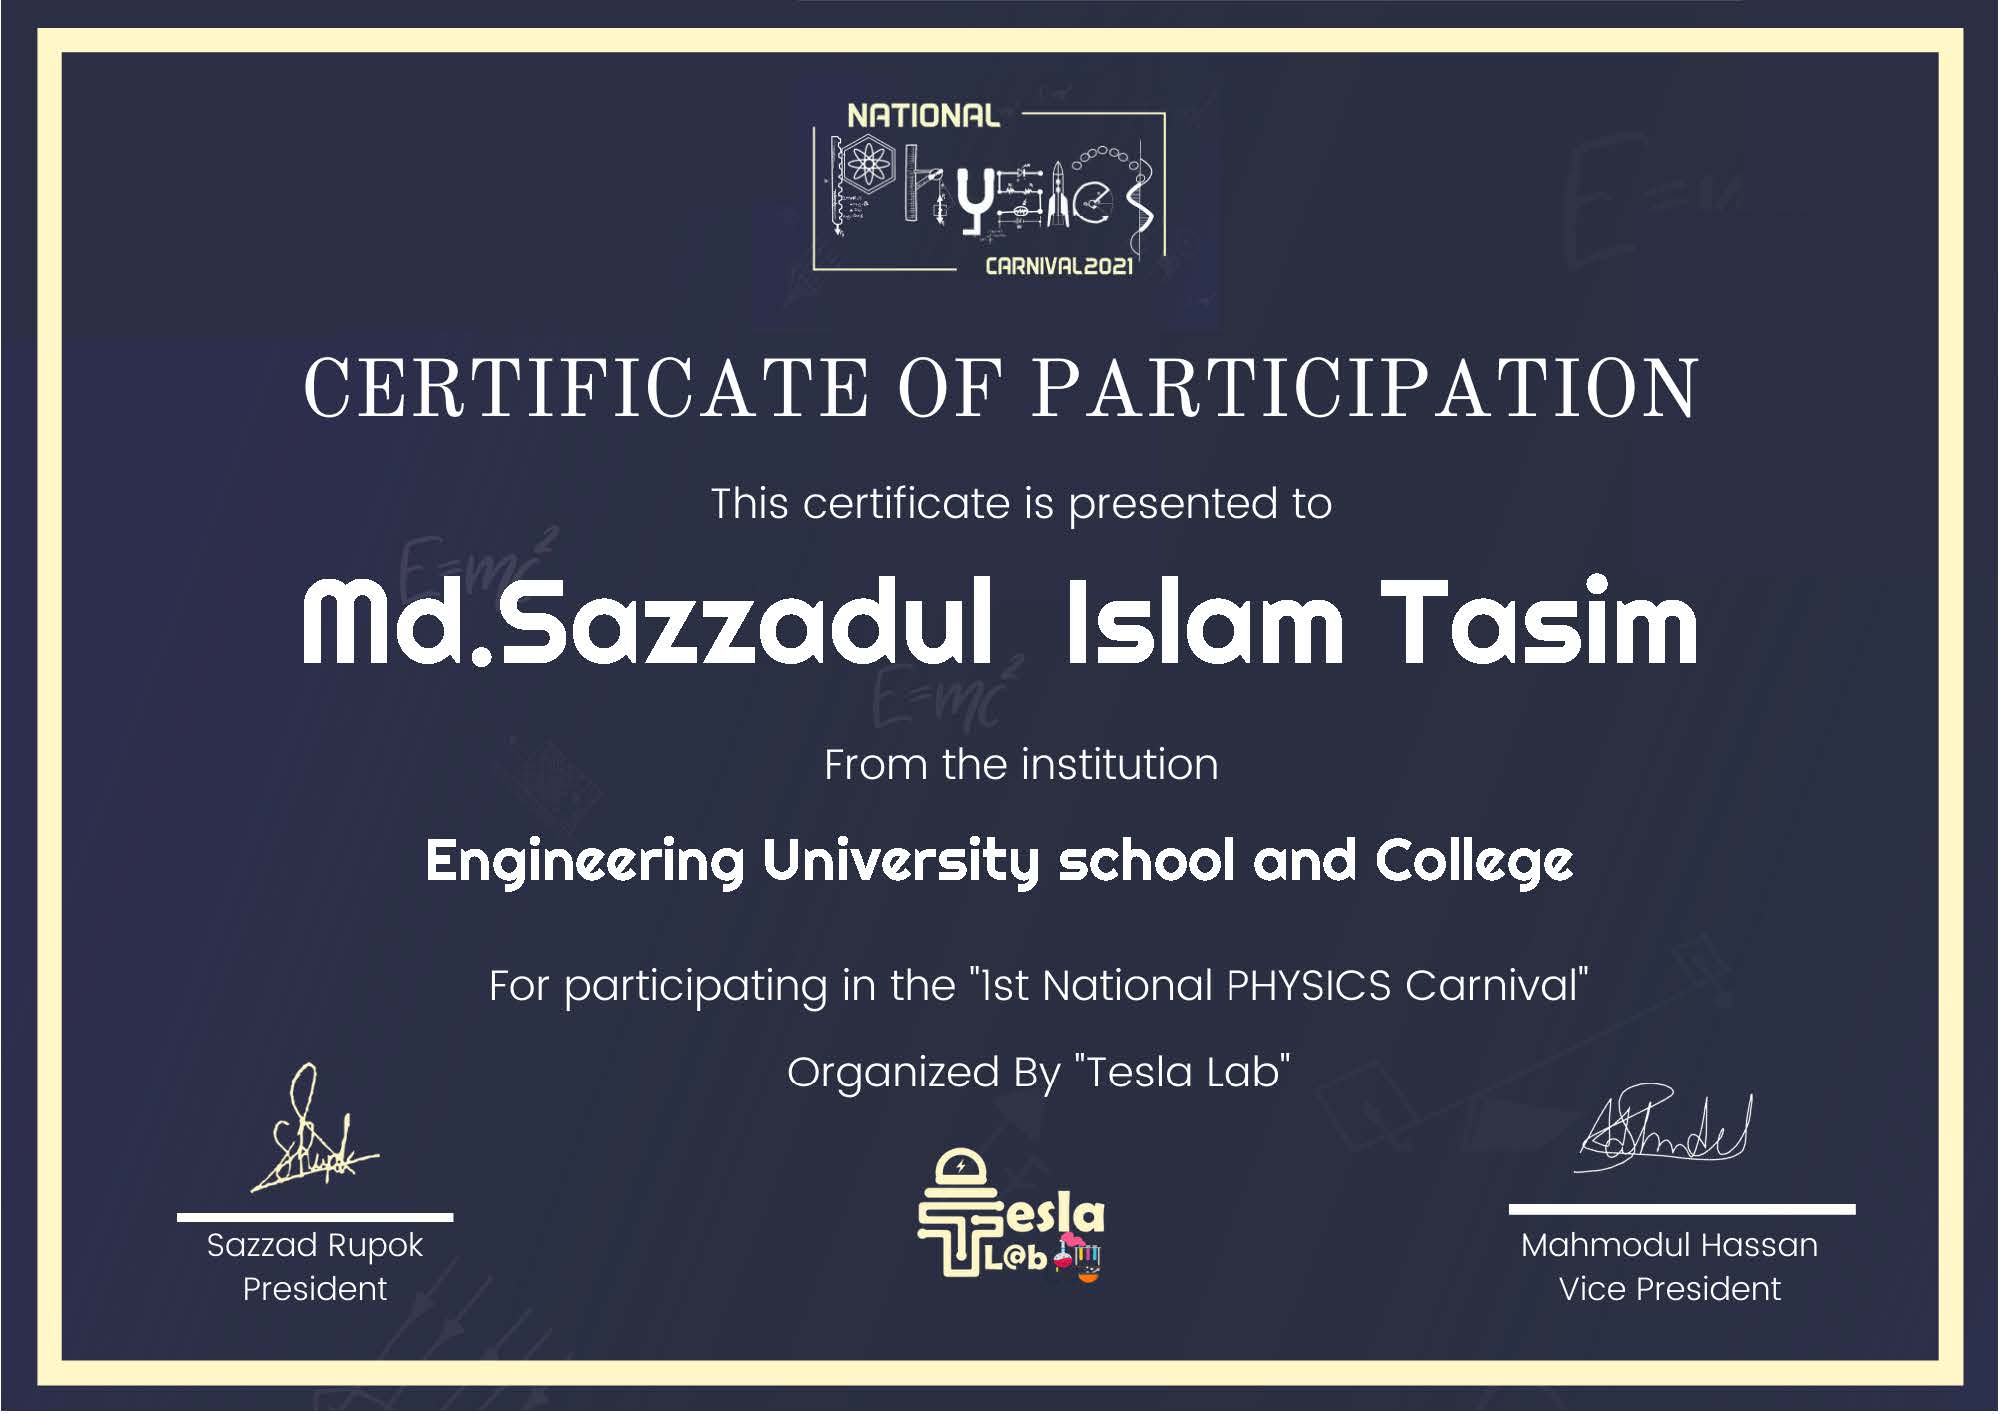 NATIONAL
Physics
CARNIVAL2021
CERTIFICATE OF PARTICIPATION
This certificate is presented to
E=mc²
Md.Sazzadul Islam Tasim
E=mc²
From the institution
Engineering University school and College
For participating in the "1st National PHYSICS Carnival"
Organized By "Tesla Lab"
Tesla
L@b
Sazzad Rupok
President
Mahmodul Hassan
Vice President